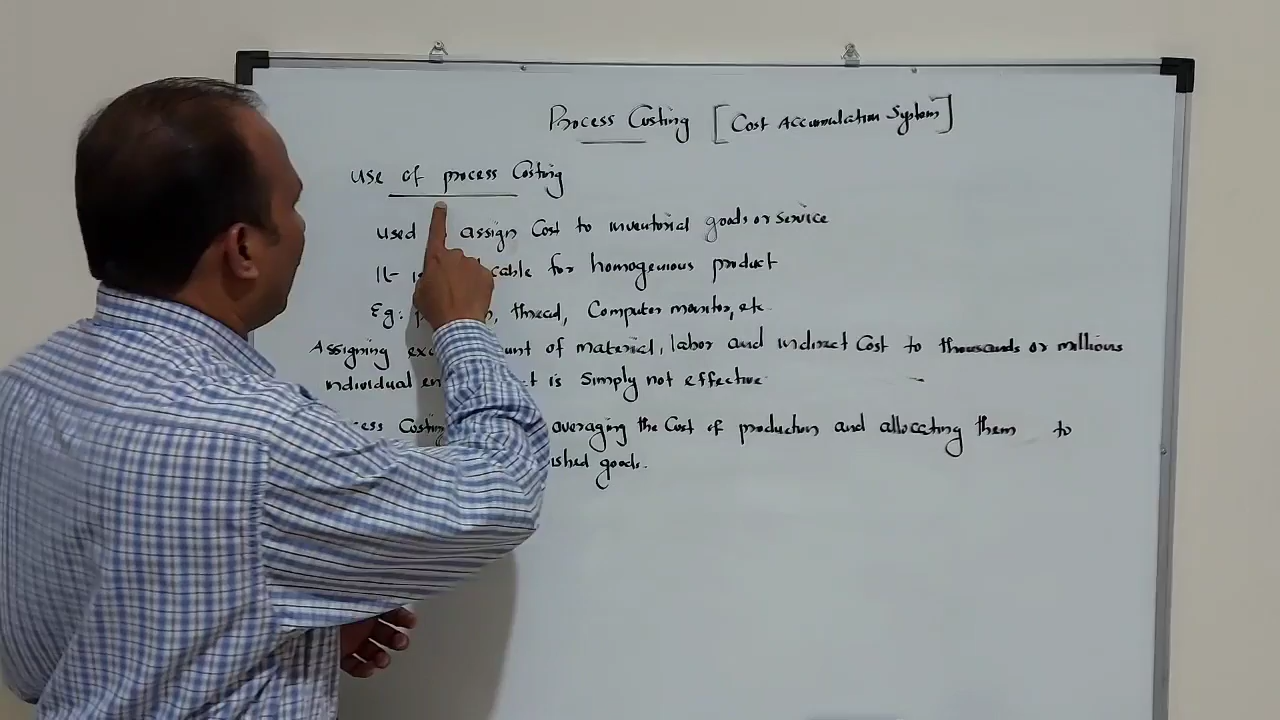 Process Costing [Cost Accumulation System]
Use of process Costing
used assign Cost to inventorial goods or service
It for homogenious product
Eg: thread, Computer monitor, etc.
Assigning of material, labor and indirect Cost to thousands or millions
individual is simply not effective
Costing averaging the Cost of production and allocating them to
goods.